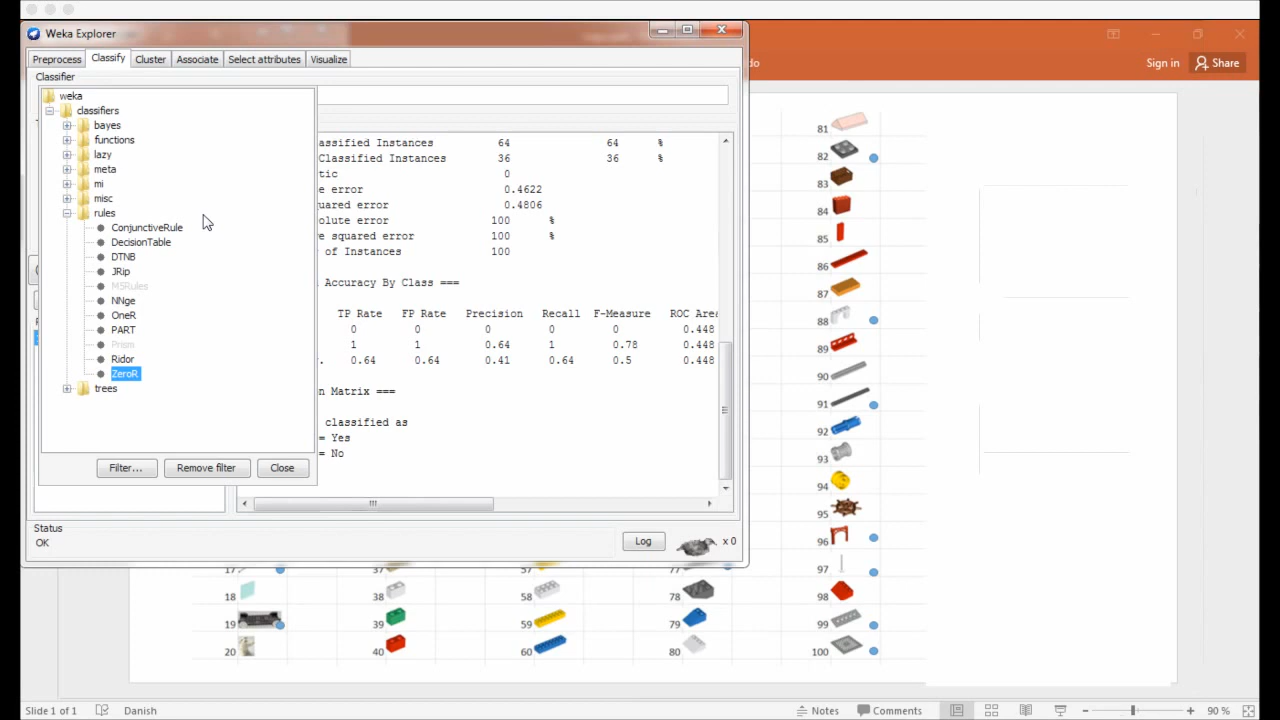 Weka Explorer
Preprocess Classify Cluster Associate Select attributes Visualize
Classifier
weka
classifiers
bayes
functions
lazy
meta
mi
misc
rules
ConjunctiveRule
DecisionTable
DTNB
JRip
M5Rules
NNge
OneR
PART
Prism
Ridor
ZeroR
trees
Filter... Remove filter Close
assified Instances 64 64 %
Classified Instances 36 36 %
tic 0
e error 0.4622
uared error 0.4806
olute error 100 %
ve squared error 100 %
r of Instances 100
Accuracy By Class ===
TP Rate FP Rate Precision Recall F-Measure ROC Area
0 0 0 0 0 0.448
1 1 0.64 1 0.78 0.448
. 0.64 0.64 0.41 0.64 0.5 0.448
n Matrix ===
classified as
= Yes
= No
Status
OK
Log x 0
do
Sign in Share
81
82
83
84
85
86
87
88
89
90
91
92
93
94
95
96
17 37 57 77 97
18 38 58 78 98
19 39 59 79 99
20 40 60 80 100
Slide 1 of 1 Danish Notes Comments 90 %